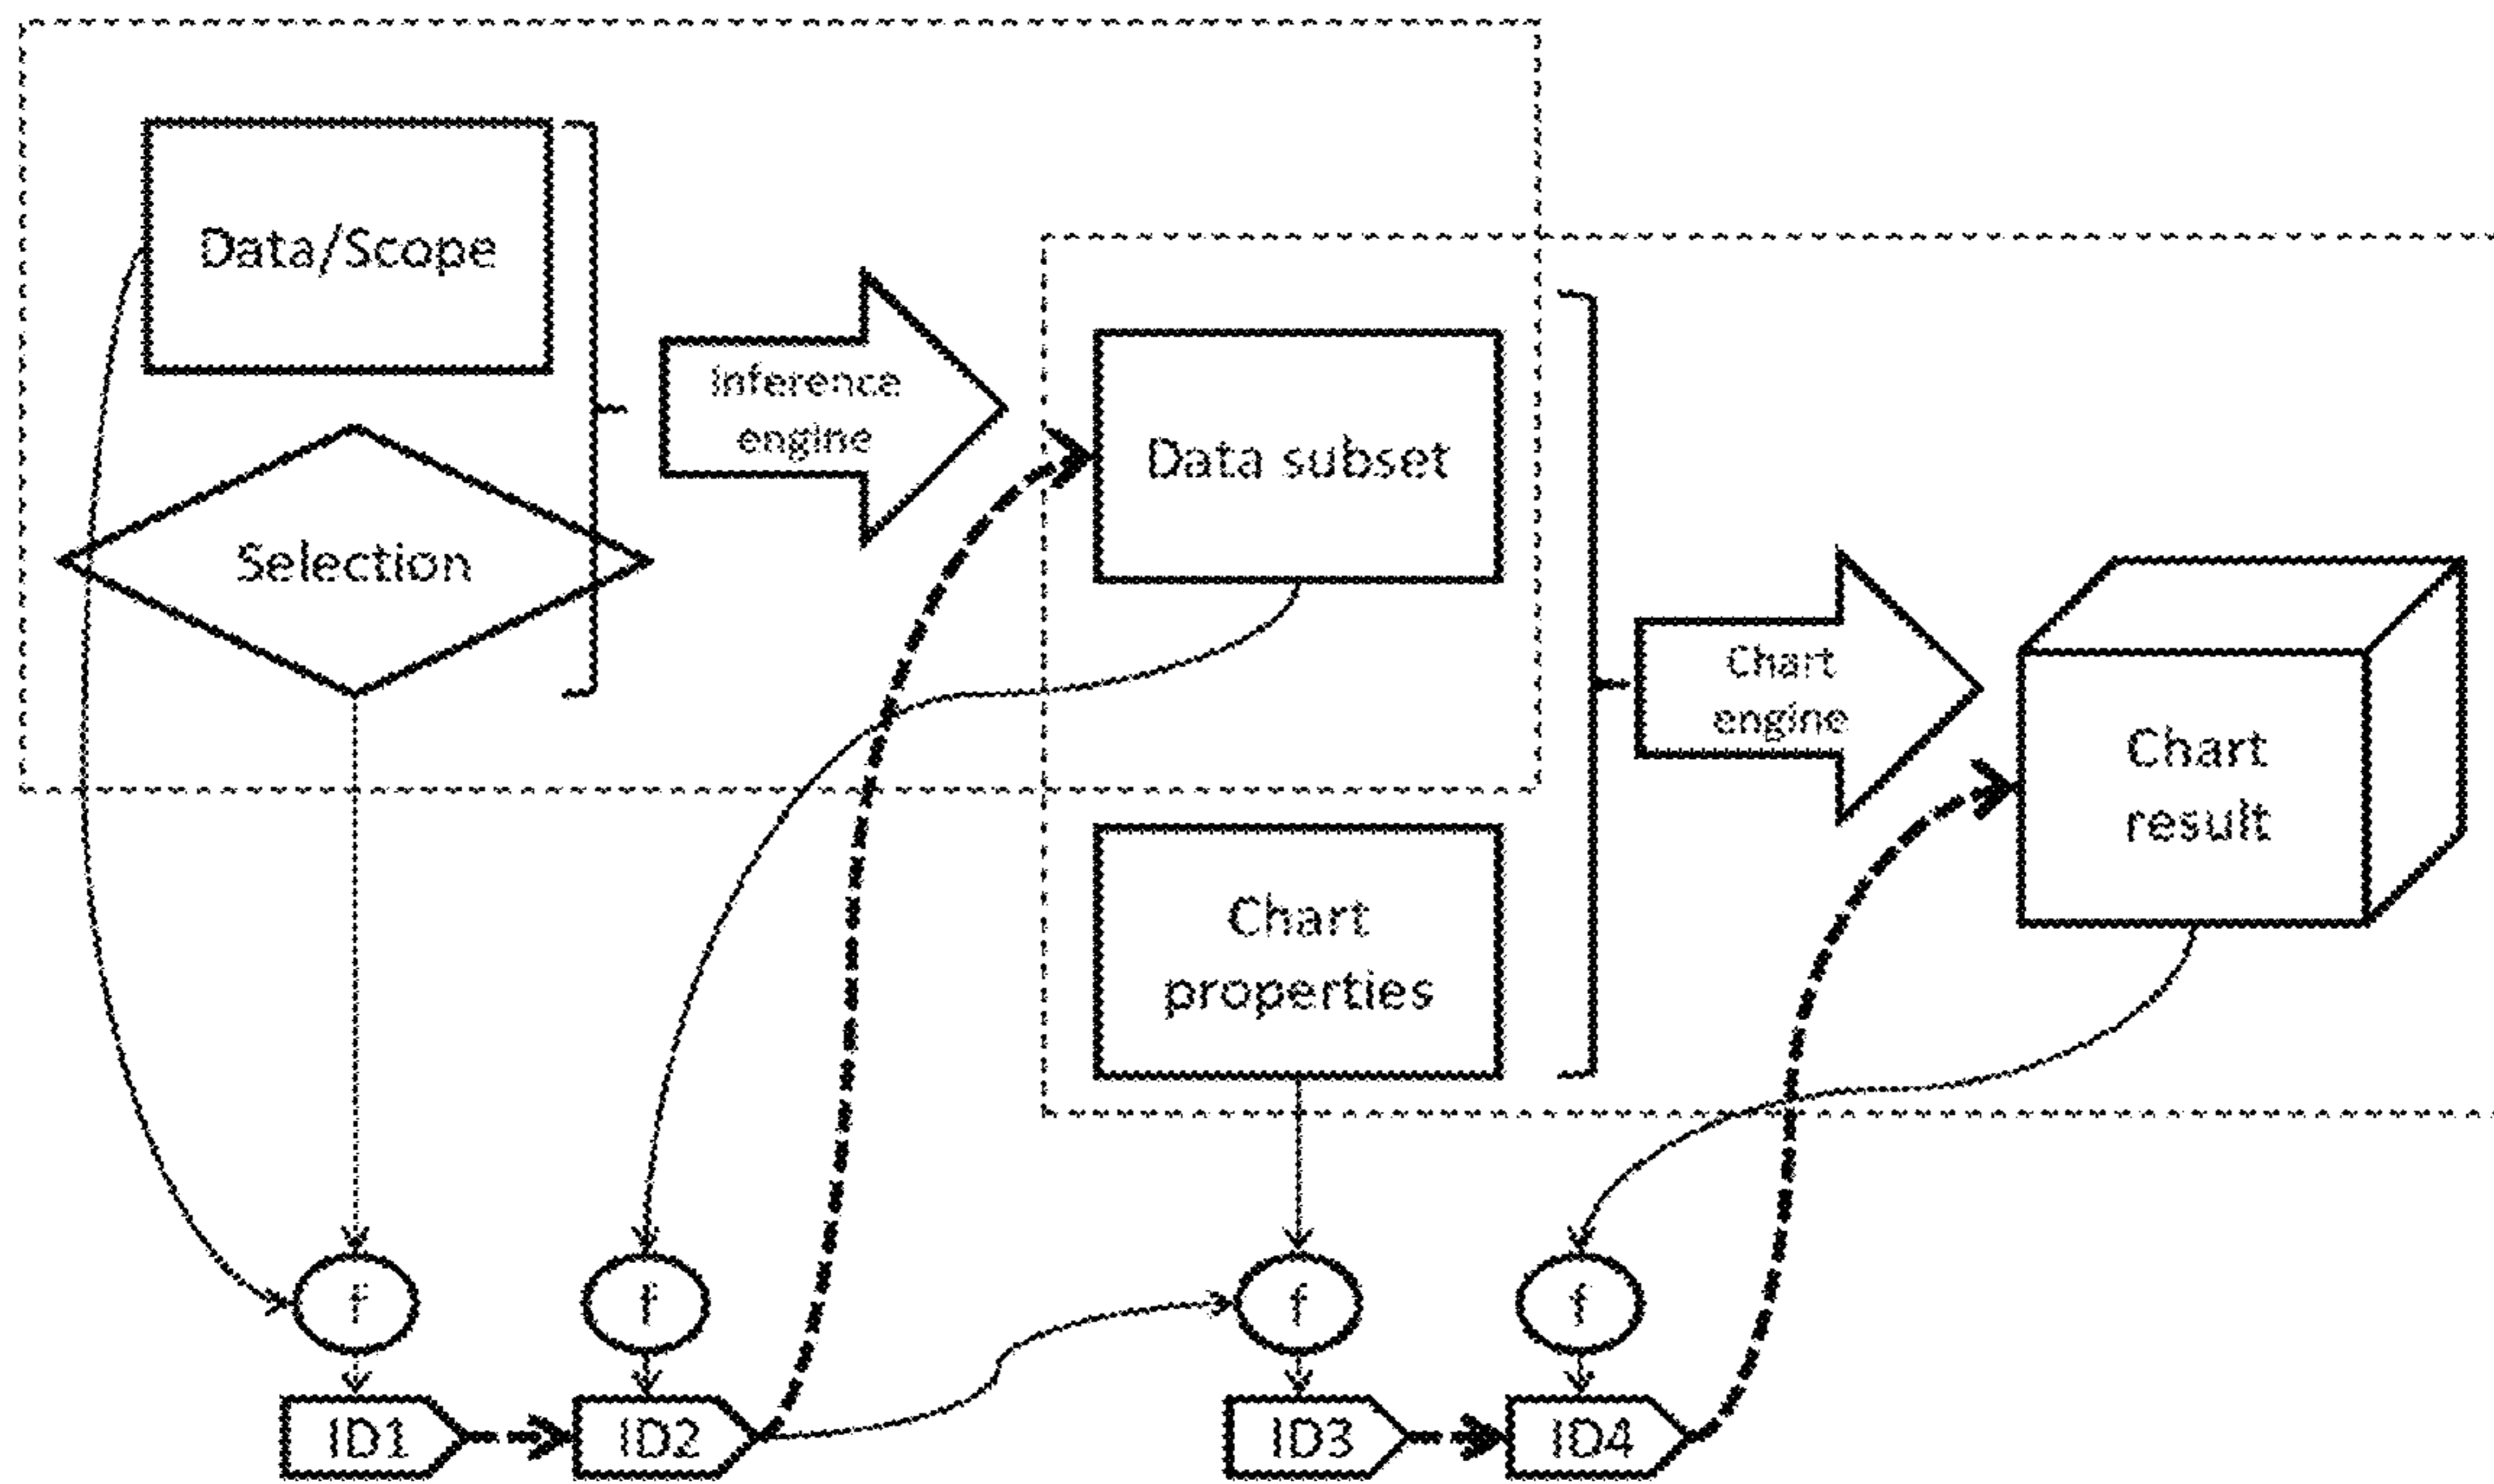 Data/Scope
Inference
engine
Data subset
Selection
Chart
engine
Chart
result
Chart
properties
f
f
f
f
ID1
ID2
ID3
ID4